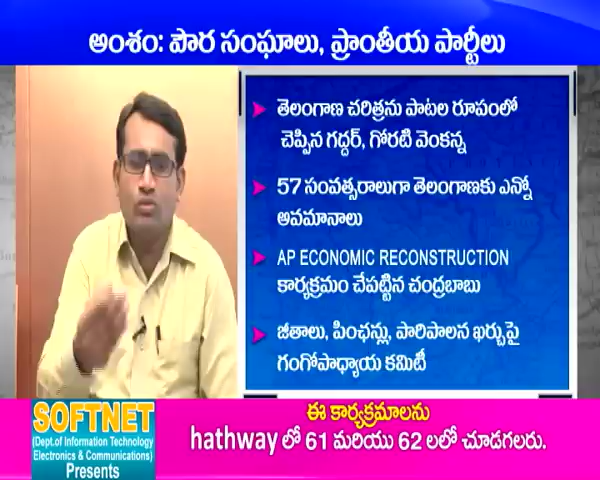 అంశం: పౌర సంఘాలు, ప్రాంతీయ పార్టీలు
తెలంగాణ చరిత్రను పాటల రూపంలో
చెప్పిన గద్దర్, గోరటి వెంకన్న
57 సంవత్సరాలుగా తెలంగాణకు ఎన్నో
అవమానాలు
AP ECONOMIC RECONSTRUCTION
కార్యక్రమం చేపట్టిన చంద్రబాబు
జీతాలు, పింఛన్లు, పారిపాలన ఖర్చుపై
గంగోపాధ్యాయ కమిటీ
SOFTNET
(Dept.of Information Technology
Electronics & Communications)
Presents
ఈ కార్యక్రమాలను
hathway లో 61 మరియు 62 లలో చూడగలరు.